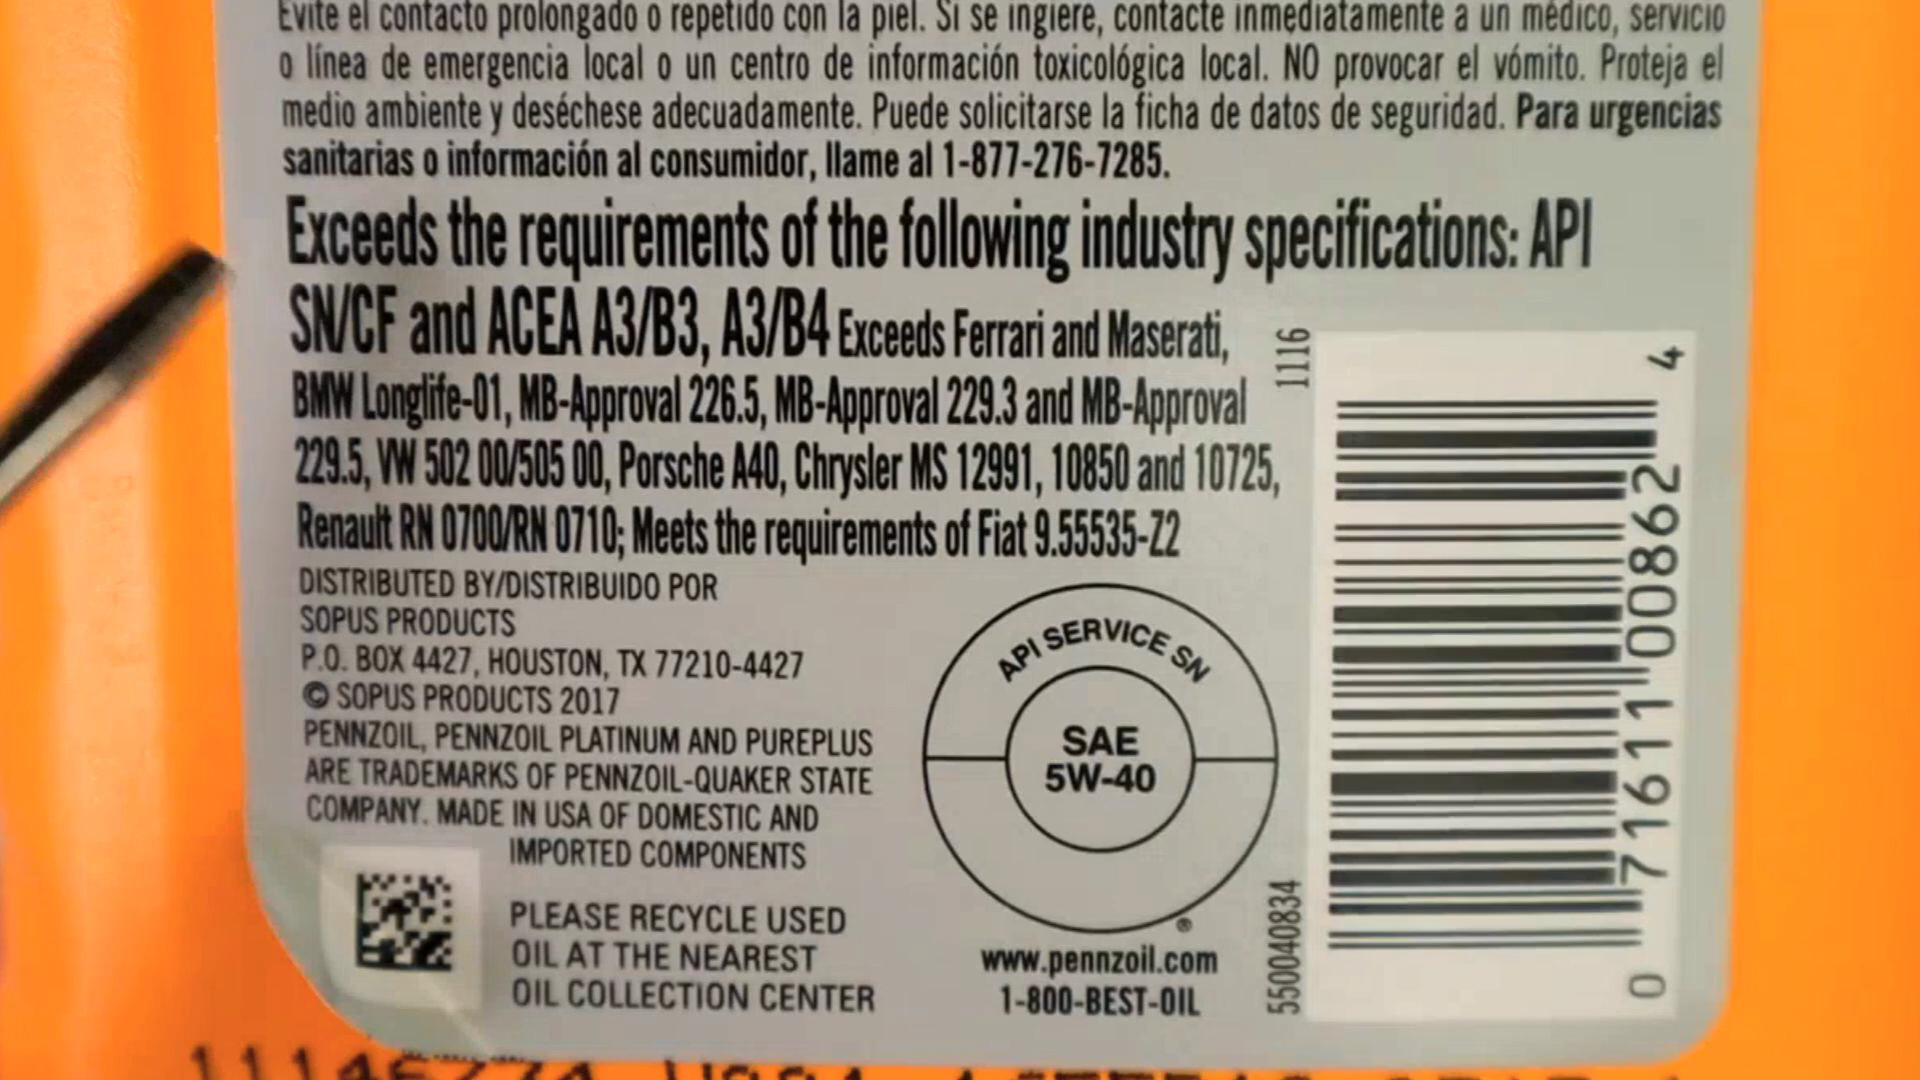 Evite el contacto prolongado o repetido con la piel. Si se ingiere, contacte inmediatamente a un médico, servicio
o línea de emergencia local o un centro de información toxicológica local. NO provocar el vómito. Proteja el
medio ambiente y deséchese adecuadamente. Puede solicitarse la ficha de datos de seguridad. Para urgencias
sanitarias o información al consumidor, llame al 1-877-276-7285.
Exceeds the requirements of the following industry specifications: API
SN/CF and ACEA A3/B3, A3/B4 Exceeds Ferrari and Maserati,
BMW Longlife-01, MB-Approval 226.5, MB-Approval 229.3 and MB-Approval
229.5, VW 502 00/505 00, Porsche A40, Chrysler MS 12991, 10850 and 10725,
Renault RN 0700/RN 0710; Meets the requirements of Fiat 9.55535-Z2
DISTRIBUTED BY/DISTRIBUIDO POR
SOPUS PRODUCTS
P.O. BOX 4427, HOUSTON, TX 77210-4427
© SOPUS PRODUCTS 2017
PENNZOIL, PENNZOIL PLATINUM AND PUREPLUS
ARE TRADEMARKS OF PENNZOIL-QUAKER STATE
COMPANY. MADE IN USA OF DOMESTIC AND
IMPORTED COMPONENTS
PLEASE RECYCLE USED
OIL AT THE NEAREST
OIL COLLECTION CENTER
API SERVICE SN
SAE
5W-40
®
www.pennzoil.com
1-800-BEST-OIL
1116
550040834
0 71611 00862 4